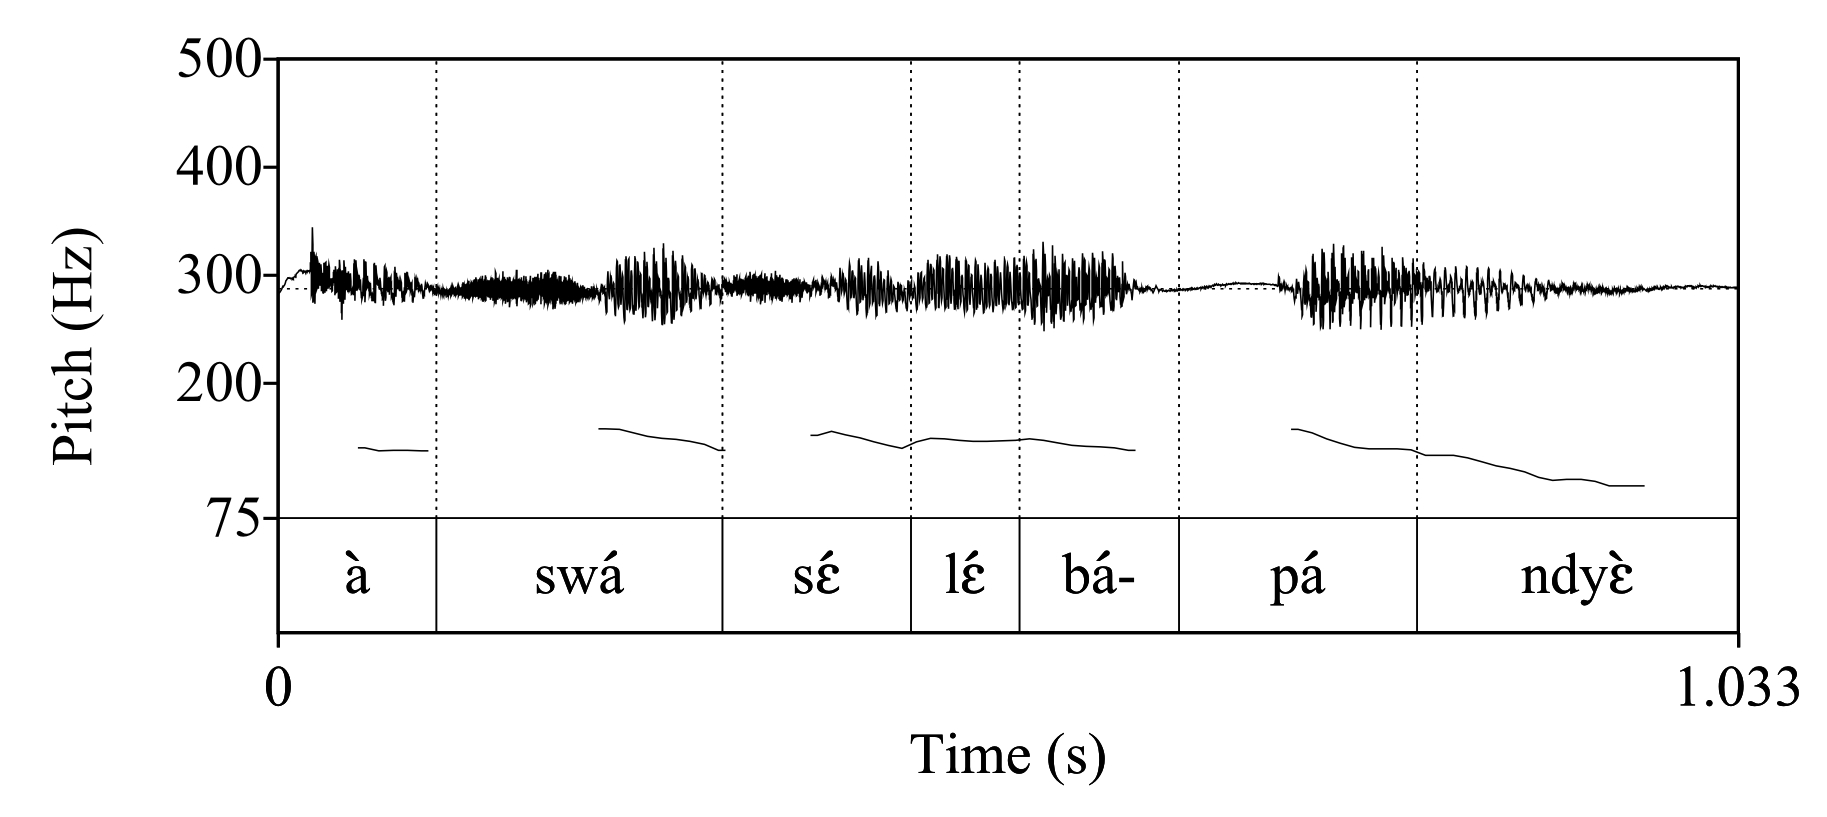 500
400
300
200
75
Pitch (Hz)
à swá sɛ́ lɛ́ bá- pá ndyɛ̀
0 1.033
Time (s)